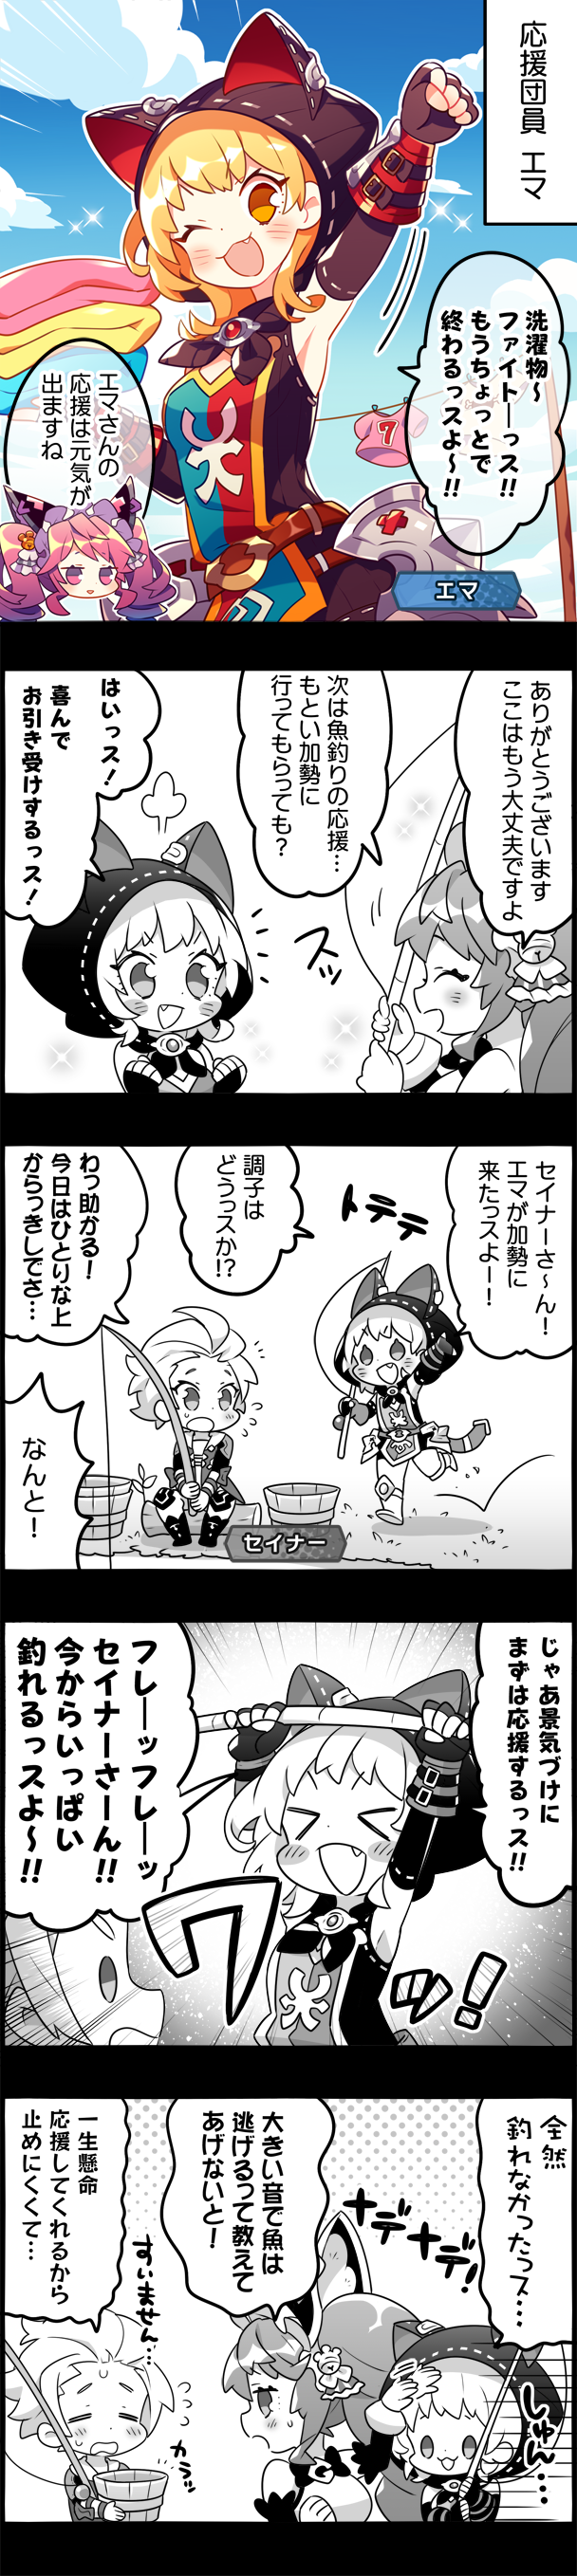 応援団員 エマ
洗濯物~
ファイトーっス!!
もうちょっとで
終わるっスよ~!!
7
エマさんの
応援は元気が
出ますね
エマ
ありがとうございます
ここはもう大丈夫ですよ
次は魚釣りの応援…
もとい加勢に
行ってもらっても?
スッ
はいっス!
喜んで
お引き受けするっス!
セイナーさ~ん!
エマが加勢に
来たっスよー!
トテテ
調子は
どうっスか!?
わっ助かる!
今日はひとりな上
からっきしでさ…
なんと!
セイナー
じゃあ景気づけに
まずは応援するっス!!
フレーッフレーッ
セイナーさーん!!
今からいっぱい
釣れるっスよ~!!
ワッ!
全然
釣れなかったっス…
しゅん…
ナデナデ!
大きい音で魚は
逃げるって教えて
あげないと!
一生懸命
応援してくれるから
止めにくくて…
すいません…
カラッ